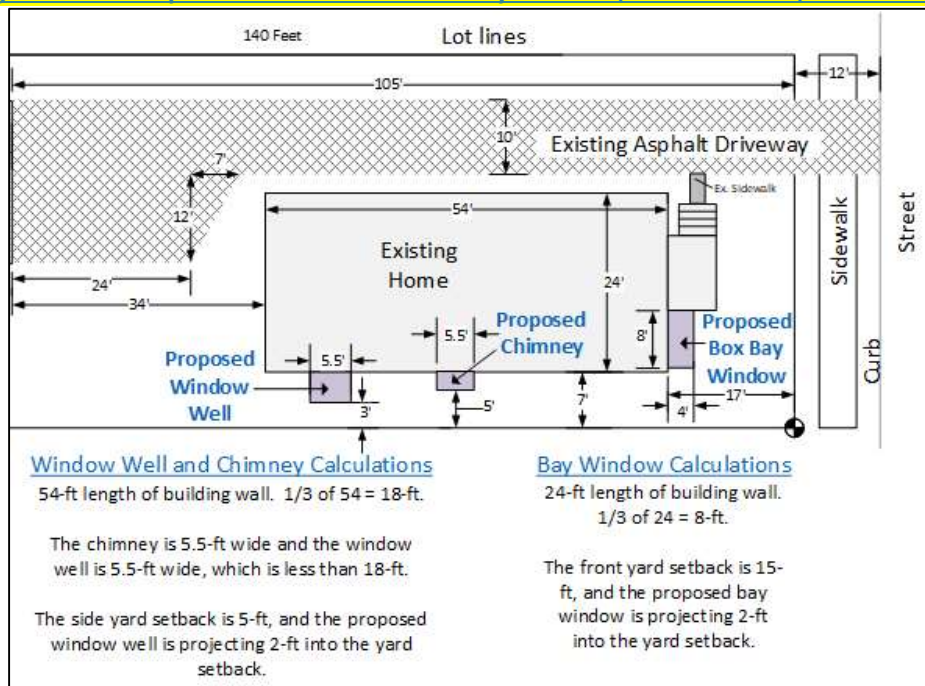 140 Feet
Lot lines
105'
12'
10'
Existing Asphalt Driveway
7'
Ex. Sidewalk
12'
54'
Sidewalk
Street
Existing
Home
24'
24'
34'
5.5'
Proposed
Chimney
8'
Proposed
Box Bay
Window
Proposed
Window
Well
5.5'
Curb
3'
5'
7'
4'
17'
Window Well and Chimney Calculations
54-ft length of building wall. 1/3 of 54 = 18-ft.
The chimney is 5.5-ft wide and the window
well is 5.5-ft wide, which is less than 18-ft.
The side yard setback is 5-ft, and the proposed
window well is projecting 2-ft into the yard
setback.
Bay Window Calculations
24-ft length of building wall.
1/3 of 24 = 8-ft.
The front yard setback is 15-
ft, and the proposed bay
window is projecting 2-ft
into the yard setback.